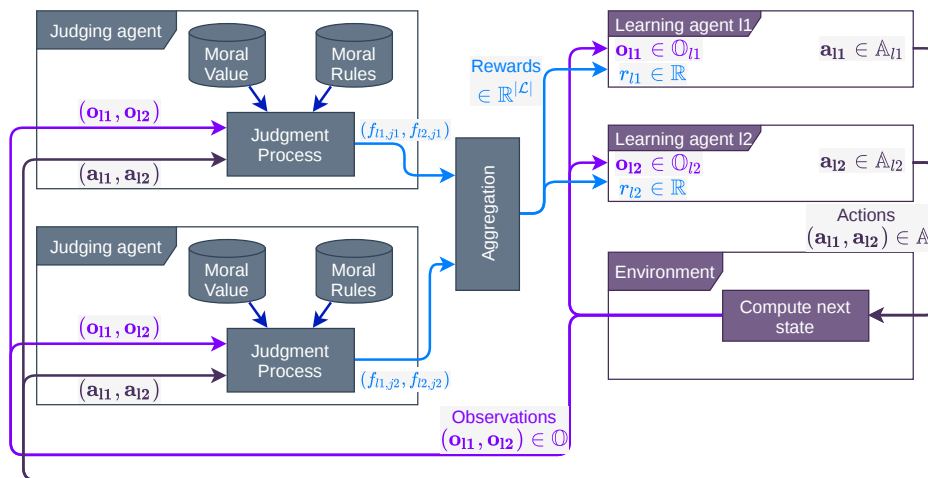 Judging agent
Moral
Value
Moral
Rules
(o_l1, o_l2)
(a_l1, a_l2)
Judgment
Process
(f_l1,j1, f_l2,j1)
Judging agent
Moral
Value
Moral
Rules
(o_l1, o_l2)
(a_l1, a_l2)
Judgment
Process
(f_l1,j2, f_l2,j2)
Aggregation
Rewards
∈ ℝ^|ℒ|
Learning agent l1
o_l1 ∈ 𝕆_l1
a_l1 ∈ 𝔸_l1
r_l1 ∈ ℝ
Learning agent l2
o_l2 ∈ 𝕆_l2
a_l2 ∈ 𝔸_l2
r_l2 ∈ ℝ
Actions
(a_l1, a_l2) ∈ 𝔸
Environment
Compute next
state
Observations
(o_l1, o_l2) ∈ 𝕆